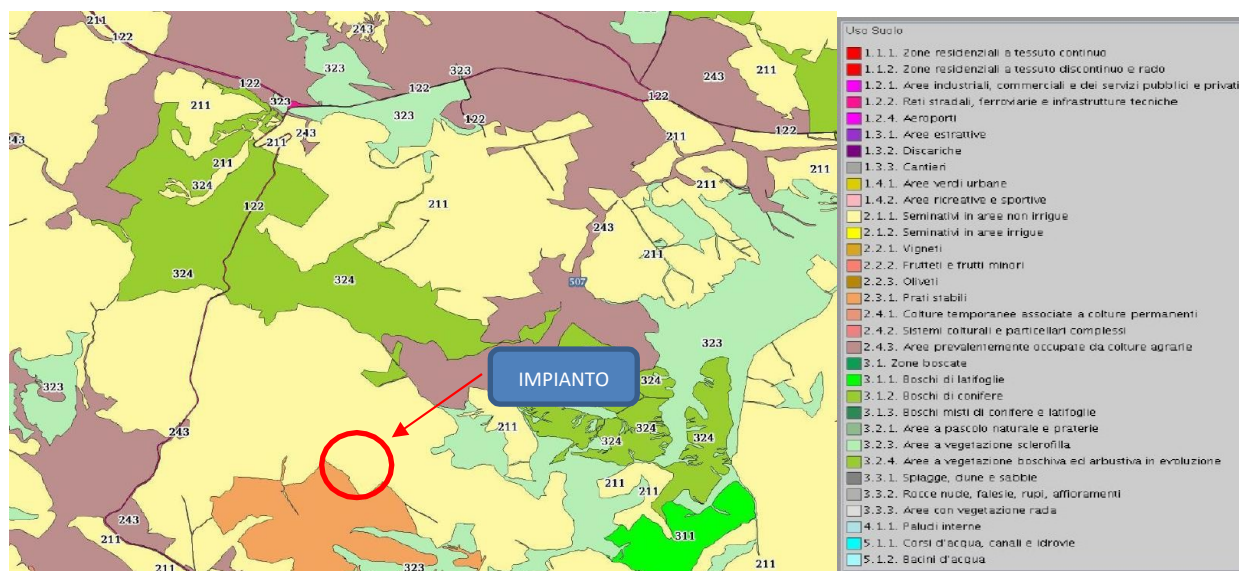 211
243
211
122
323
323
243
211
122
122
323
211
323
122
122
243
211
243
211
211
324
211
122
211
243
211
324
324
507
323
IMPIANTO
323
324
211
324
324
324
243
211
211
243
311
211
323
211
211
Uso Suolo
1.1.1. Zone residenziali a tessuto continuo
1.1.2. Zone residenziali a tessuto discontinuo e rado
1.2.1. Aree industriali, commerciali e dei servizi pubblici e privati
1.2.2. Reti stradali, ferroviarie e infrastrutture tecniche
1.2.4. Aeroporti
1.3.1. Aree estrattive
1.3.2. Discariche
1.3.3. Cantieri
1.4.1. Aree verdi urbane
1.4.2. Aree ricreative e sportive
2.1.1. Seminativi in aree non irrigue
2.1.2. Seminativi in aree irrigue
2.2.1. Vigneti
2.2.2. Frutteti e frutti minori
2.2.3. Oliveti
2.3.1. Prati stabili
2.4.1. Colture temporanee associate a colture permanenti
2.4.2. Sistemi colturali e particellari complessi
2.4.3. Aree prevalentemente occupate da colture agrarie
3.1. Zone boscate
3.1.1. Boschi di latifoglie
3.1.2. Boschi di conifere
3.1.3. Boschi misti di conifere e latifoglie
3.2.1. Aree a pascolo naturale e praterie
3.2.3. Aree a vegetazione sclerofilla
3.2.4. Aree a vegetazione boschiva ed arbustiva in evoluzione
3.3.1. Spiagge, dune e sabbie
3.3.2. Rocce nude, falesie, rupi, affioramenti
3.3.3. Aree con vegetazione rada
4.1.1. Paludi interne
5.1.1. Corsi d'acqua, canali e idrovie
5.1.2. Bacini d'acqua